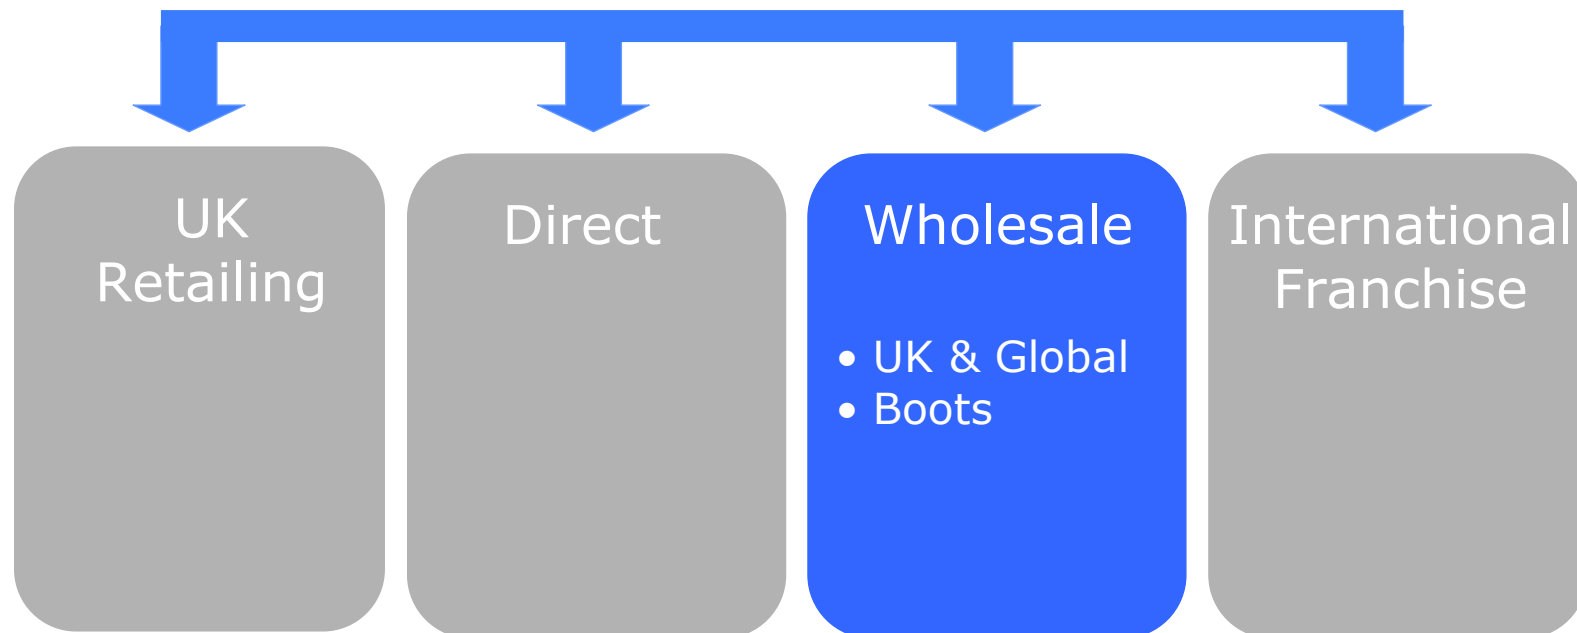 UK
Retailing
Direct
Wholesale
• UK & Global
• Boots
International
Franchise